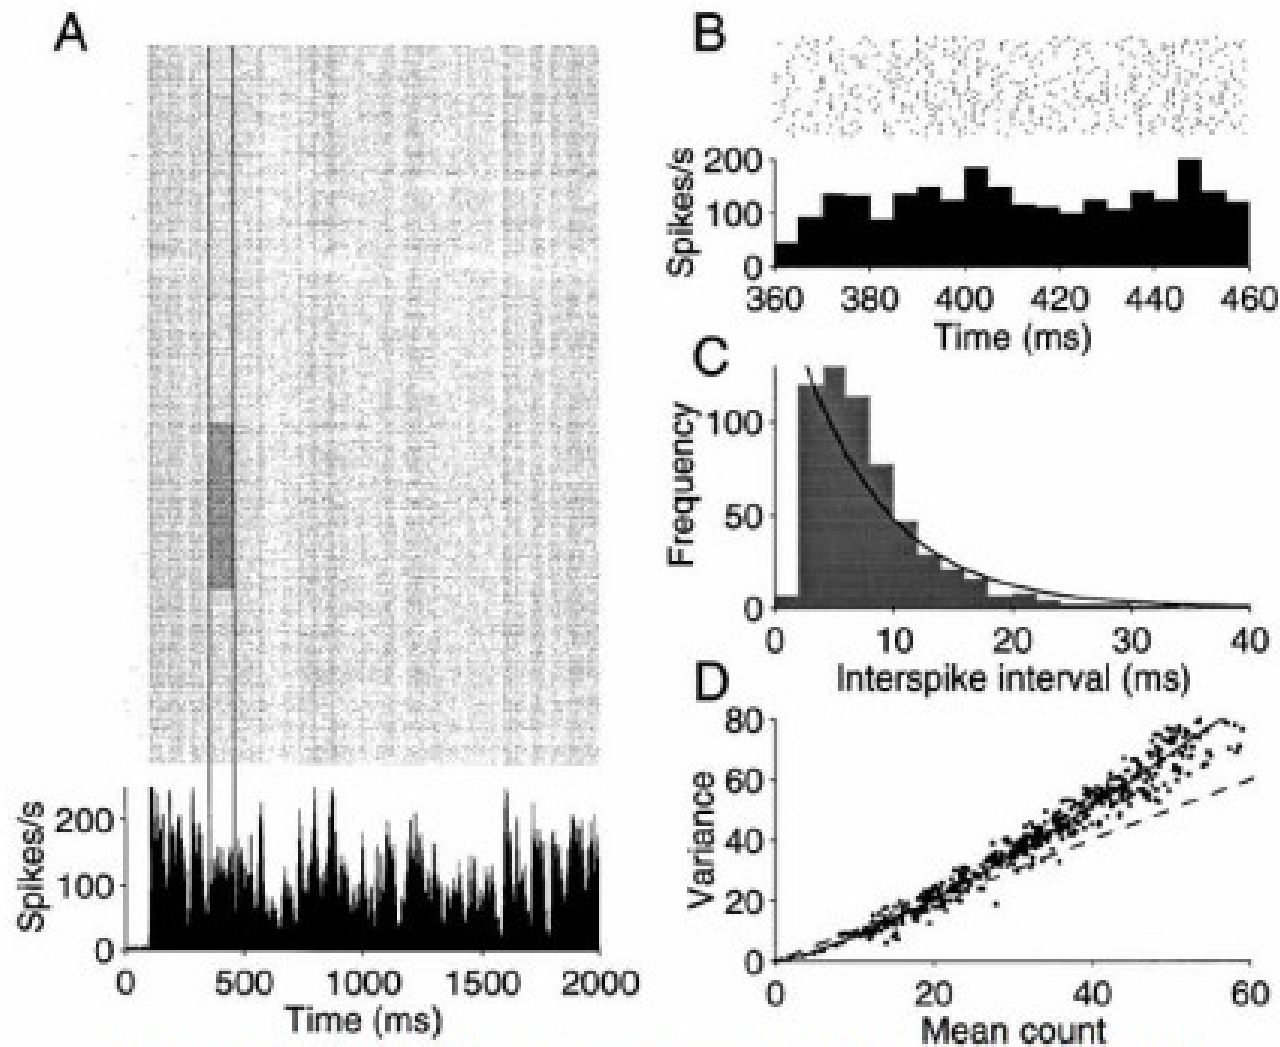 A
200
100
0
Spikes/s
0 500 1000 1500 2000
Time (ms)
B
200
100
0
Spikes/s
360 380 400 420 440 460
Time (ms)
C
100
50
0
Frequency
0 10 20 30 40
Interspike interval (ms)
D
80
60
40
20
0
Variance
0 20 40 60
Mean count